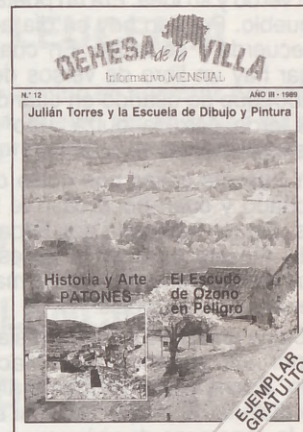 DEHESA de la VILLA
Informativo MENSUAL
N.° 12
AÑO III - 1989
Julián Torres y la Escuela de Dibujo y Pintura
Historia y Arte
PATONES
El Escudo
de Ozono
en Peligro
EJEMPLAR
GRATUITO